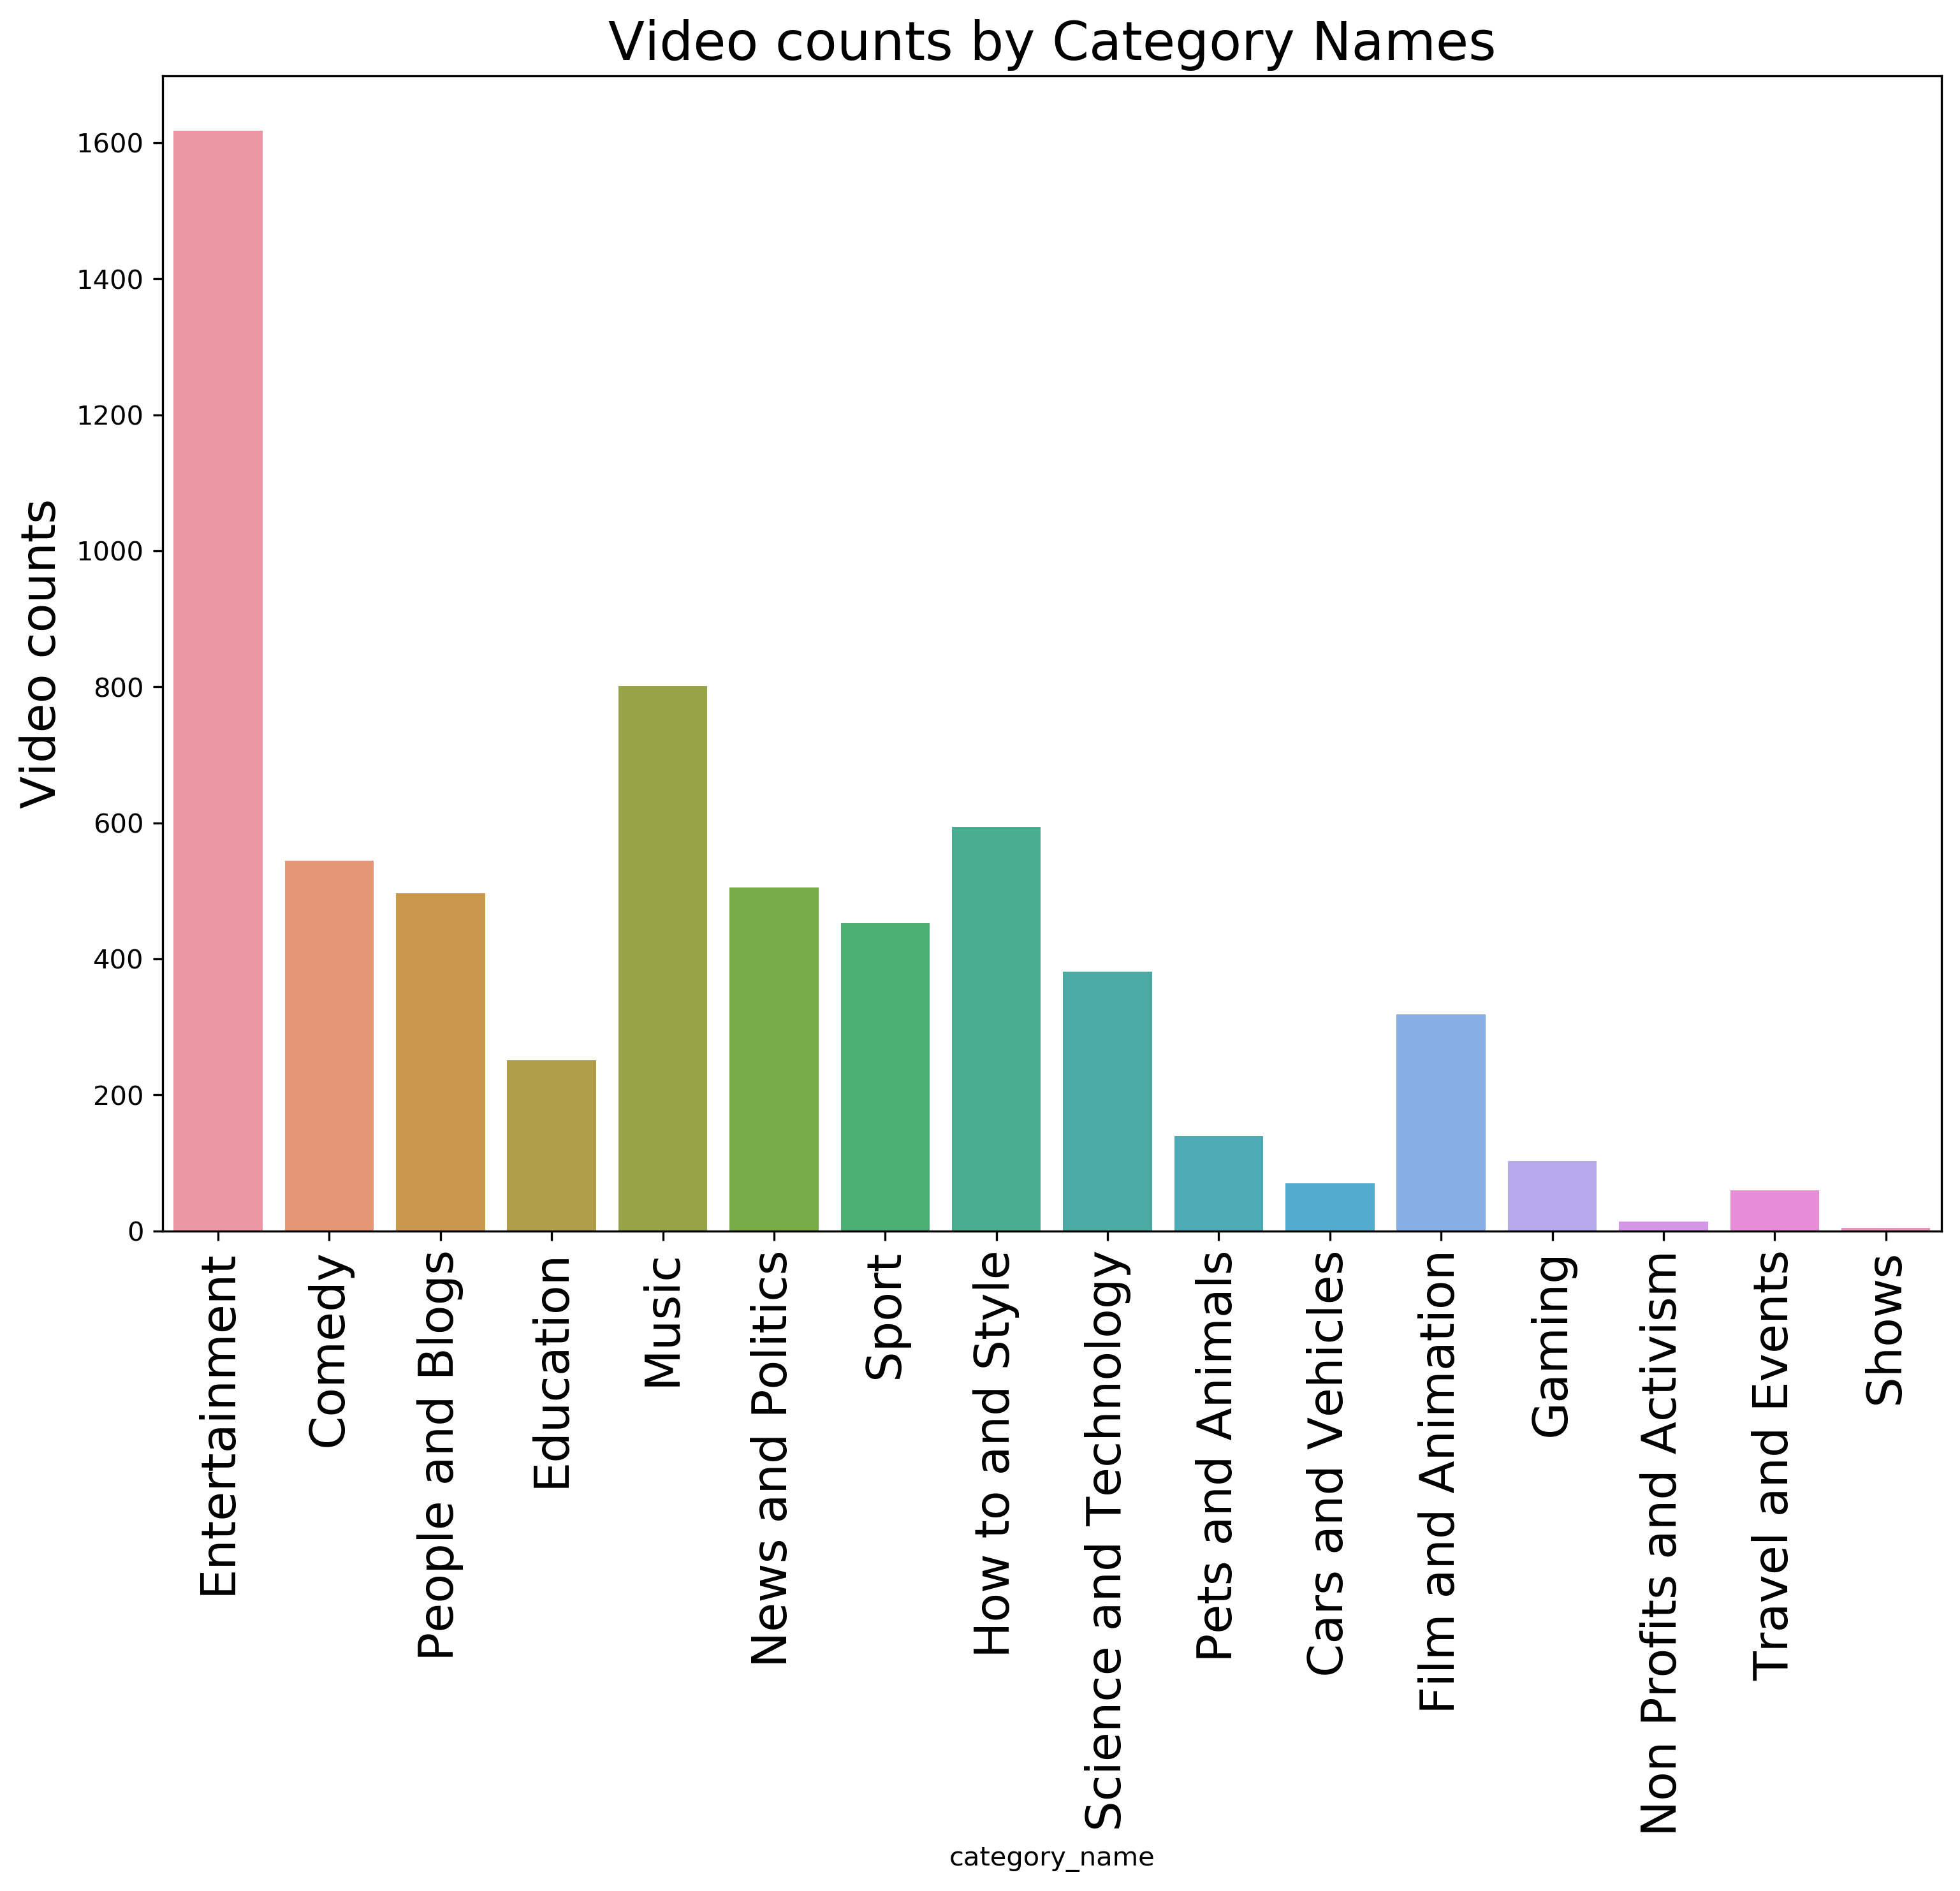 Video counts by Category Names
Video counts
1600
1400
1200
1000
800
600
400
200
0
Entertainment
Comedy
People and Blogs
Education
Music
News and Politics
Sport
How to and Style
Science and Technology
Pets and Animals
Cars and Vehicles
Film and Animation
Gaming
Non Profits and Activism
Travel and Events
Shows
category_name